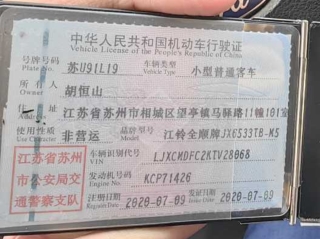 中华人民共和国机动车行驶证
Vehicle License of the People's Republic of China
号牌号码 苏U91L19 车辆类型 小型普通客车
Plate No. Vehicle Type
所有人 胡恒山
Owner
住址 江苏省苏州市相城区望亭镇马驿路11幢101室
使用性质 非营运 品牌型号 江铃全顺牌JX6533TB-M5
Use Character Model
江苏省苏州市公安局交通警察支队
车辆识别代号 LJXCMDFC2KTV28068
VIN
发动机号码 KCP71426
Engine No.
注册日期 2020-07-09 发证日期 2020-07-09
Register Date Issue Date